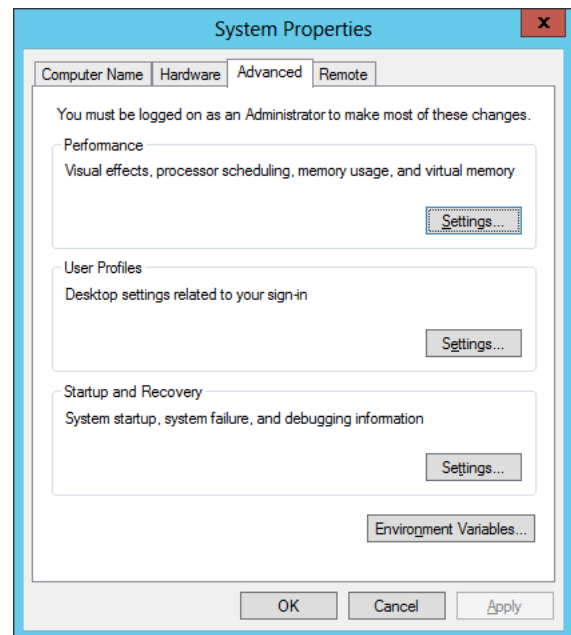 System Properties
x
Computer Name Hardware Advanced Remote
You must be logged on as an Administrator to make most of these changes.
Performance
Visual effects, processor scheduling, memory usage, and virtual memory
Settings...
User Profiles
Desktop settings related to your sign-in
Settings...
Startup and Recovery
System startup, system failure, and debugging information
Settings...
Environment Variables...
OK Cancel Apply